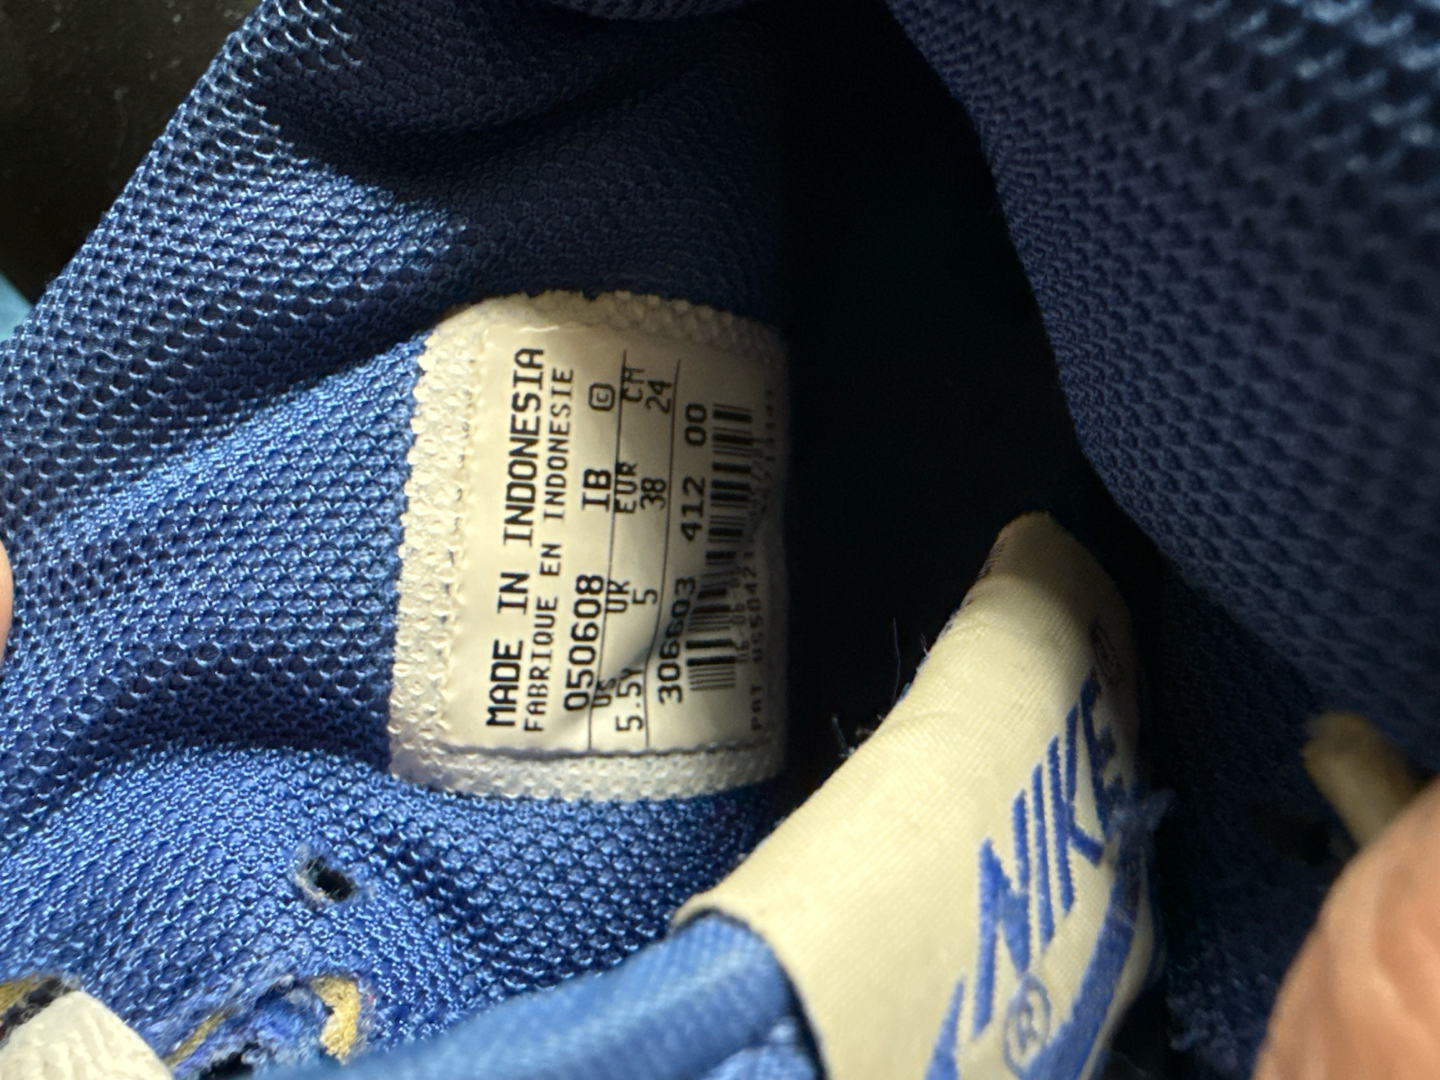 MADE IN INDONESIA
FABRIQUE EN INDONESIE
050608 IB C
US UK EUR CM
5.5Y 5 38 24
306603 412 00
PAT
NIKE
®